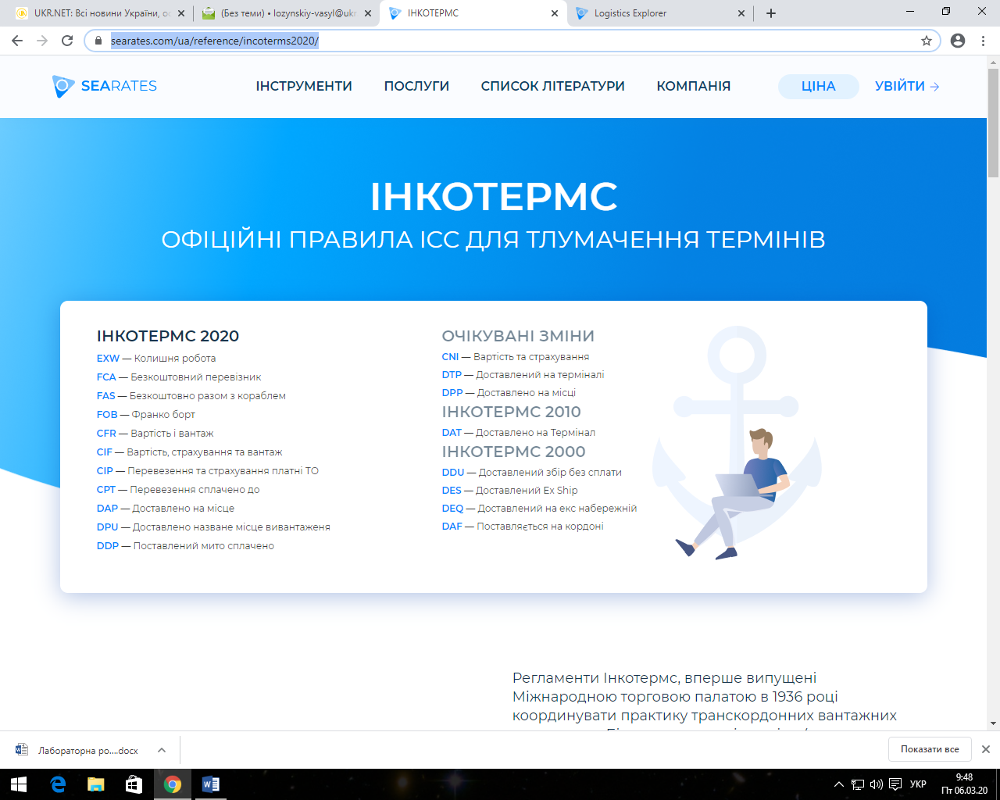 UKR.NET: Всі новини України, ос
(Без теми) • lozynskiy-vasyl@ukr
ІНКОТЕРМС
Logistics Explorer
searates.com/ua/reference/incoterms2020/
SEARATES
ІНСТРУМЕНТИ
ПОСЛУГИ
СПИСОК ЛІТЕРАТУРИ
КОМПАНІЯ
ЦІНА
УВІЙТИ →
ІНКОТЕРМС
ОФІЦІЙНІ ПРАВИЛА ICC ДЛЯ ТЛУМАЧЕННЯ ТЕРМІНІВ
ІНКОТЕРМС 2020
EXW — Колишня робота
FCA — Безкоштовний перевізник
FAS — Безкоштовно разом з кораблем
FOB — Франко борт
CFR — Вартість і вантаж
CIF — Вартість, страхування та вантаж
CIP — Перевезення та страхування платні ТО
CPT — Перевезення сплачено до
DAP — Доставлено на місце
DPU — Доставлено назване місце вивантаженя
DDP — Поставлений мито сплачено
ОЧІКУВАНІ ЗМІНИ
CNI — Вартість та страхування
DTP — Доставлений на терміналі
DPP — Доставлено на місці
ІНКОТЕРМС 2010
DAT — Доставлено на Термінал
ІНКОТЕРМС 2000
DDU — Доставлений збір без сплати
DES — Доставлений Ex Ship
DEQ — Доставлений на екс набережній
DAF — Поставляється на кордоні
Регламенти Інкотермс, вперше випущені
Міжнародною торговою палатою в 1936 році
координувати практику транскордонних вантажних
Лабораторна ро....docx
Показати все
УКР
9:48
Пт 06.03.20